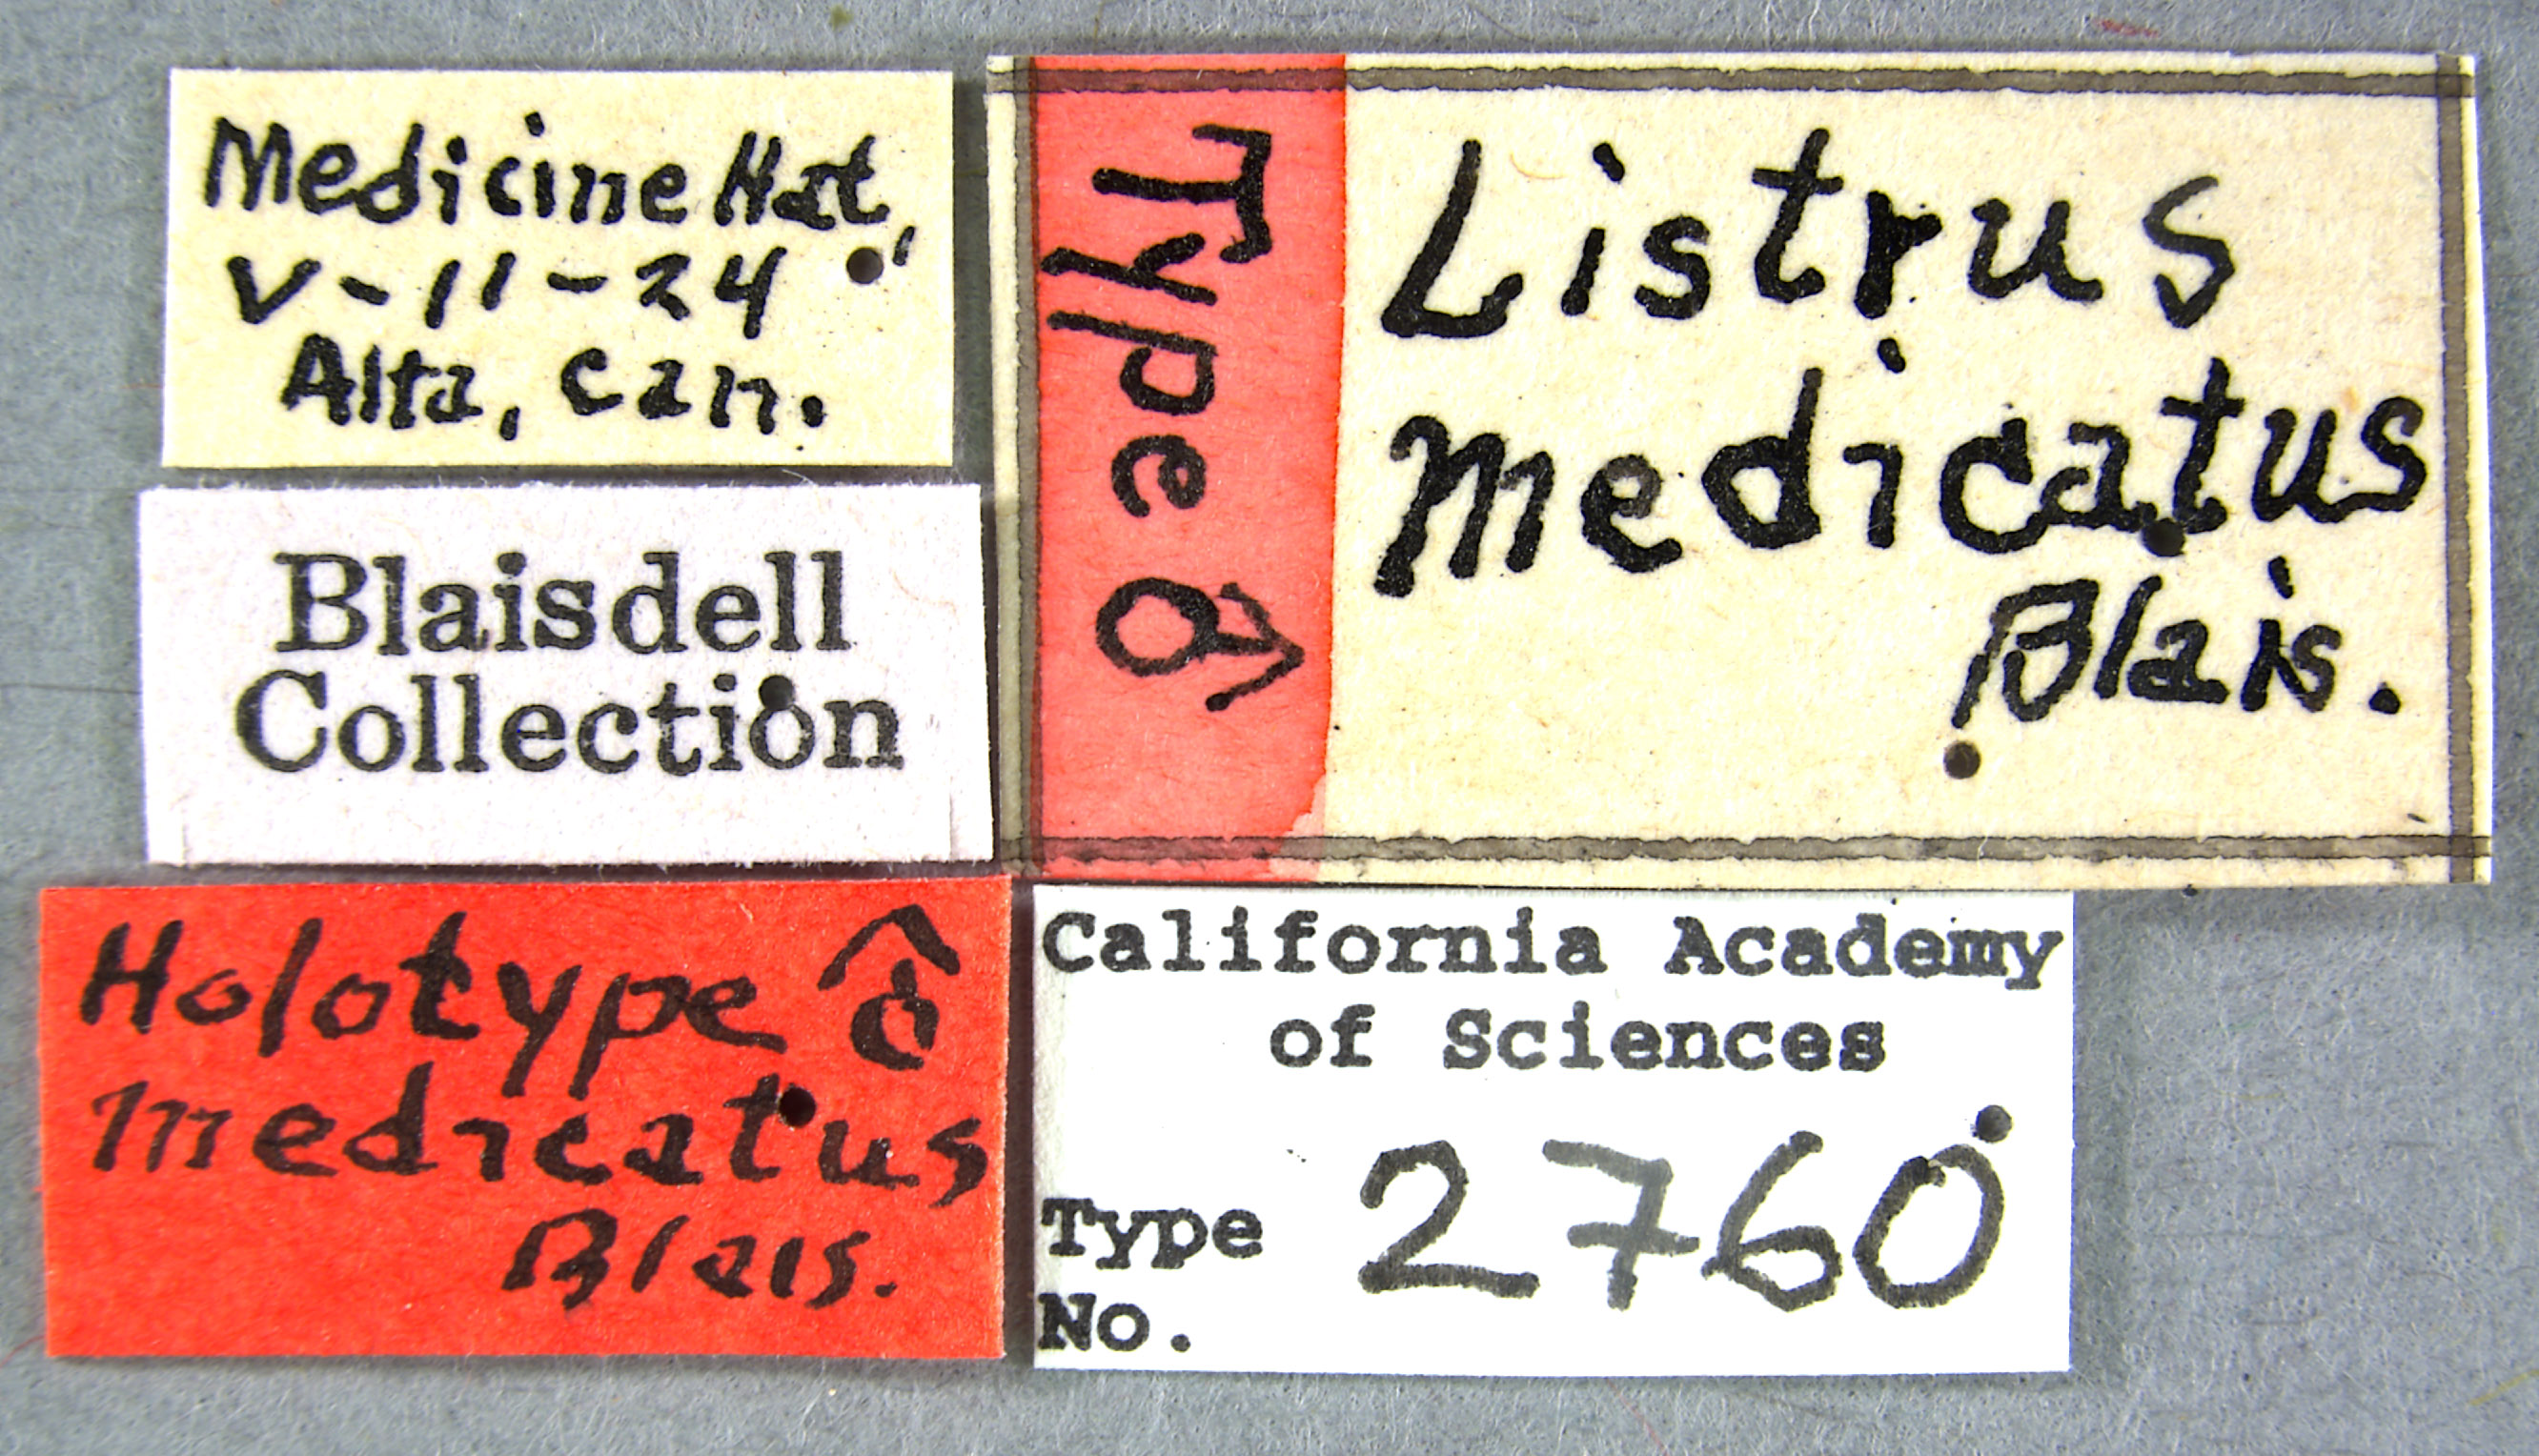 Medicine Hat,
V-11-24
Alta, Can.
Blaisdell
Collection
Holotype ♂
medicatus
Blais.
Type ♂
Listrus
medicatus
Blais.
California Academy
of Sciences
Type
No. 2760